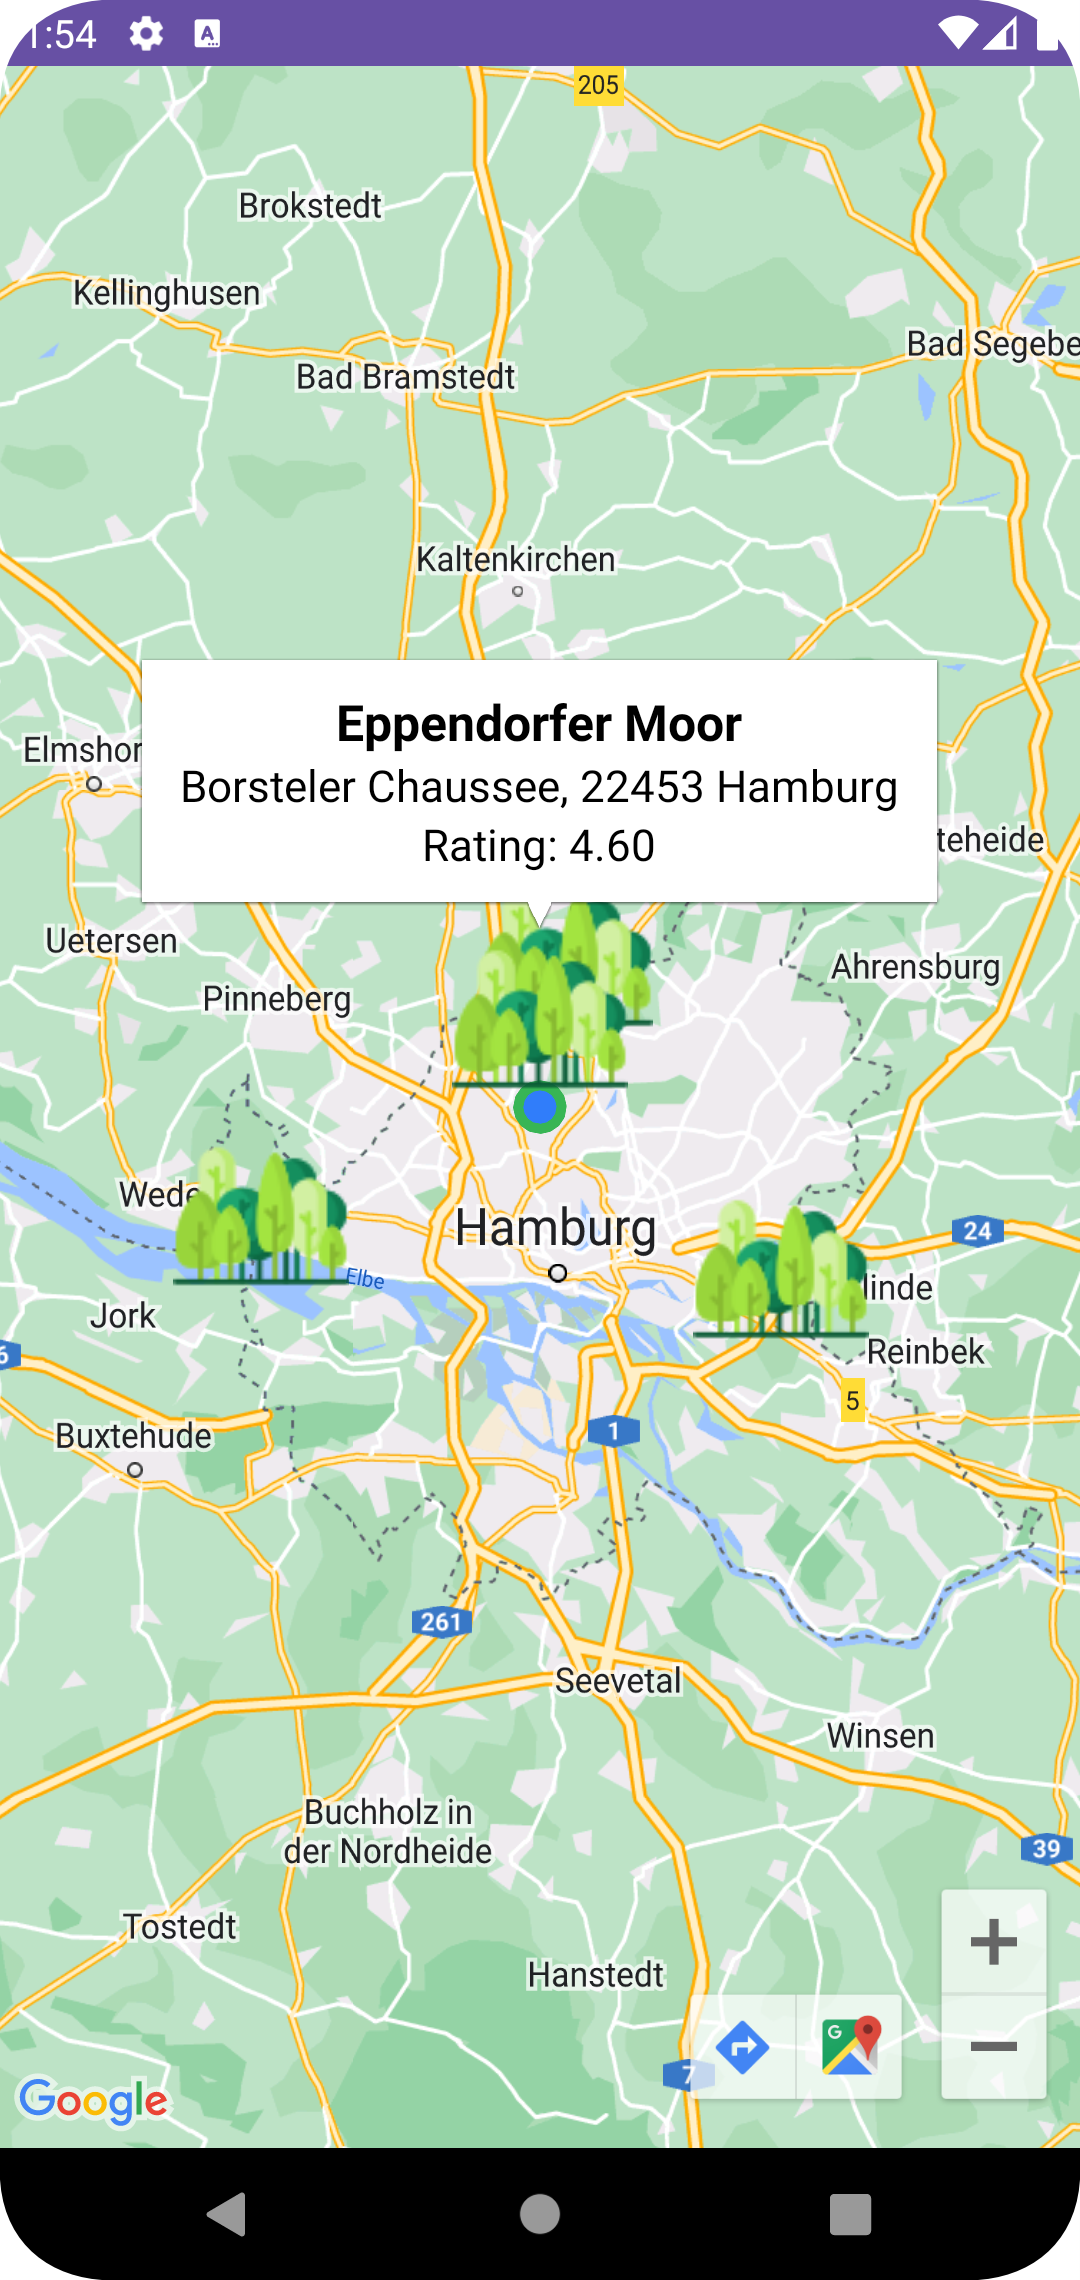 1:54
205
Brokstedt
Kellinghusen
Bad Segebe
Bad Bramstedt
Kaltenkirchen
Eppendorfer Moor
Borsteler Chaussee, 22453 Hamburg
Rating: 4.60
Elmshor
teheide
Uetersen
Ahrensburg
Pinneberg
Wede
Hamburg
24
Elbe
linde
Jork
Reinbek
6
5
Buxtehude
1
261
Seevetal
Winsen
Buchholz in
der Nordheide
39
Tostedt
Hanstedt
7
G
Google